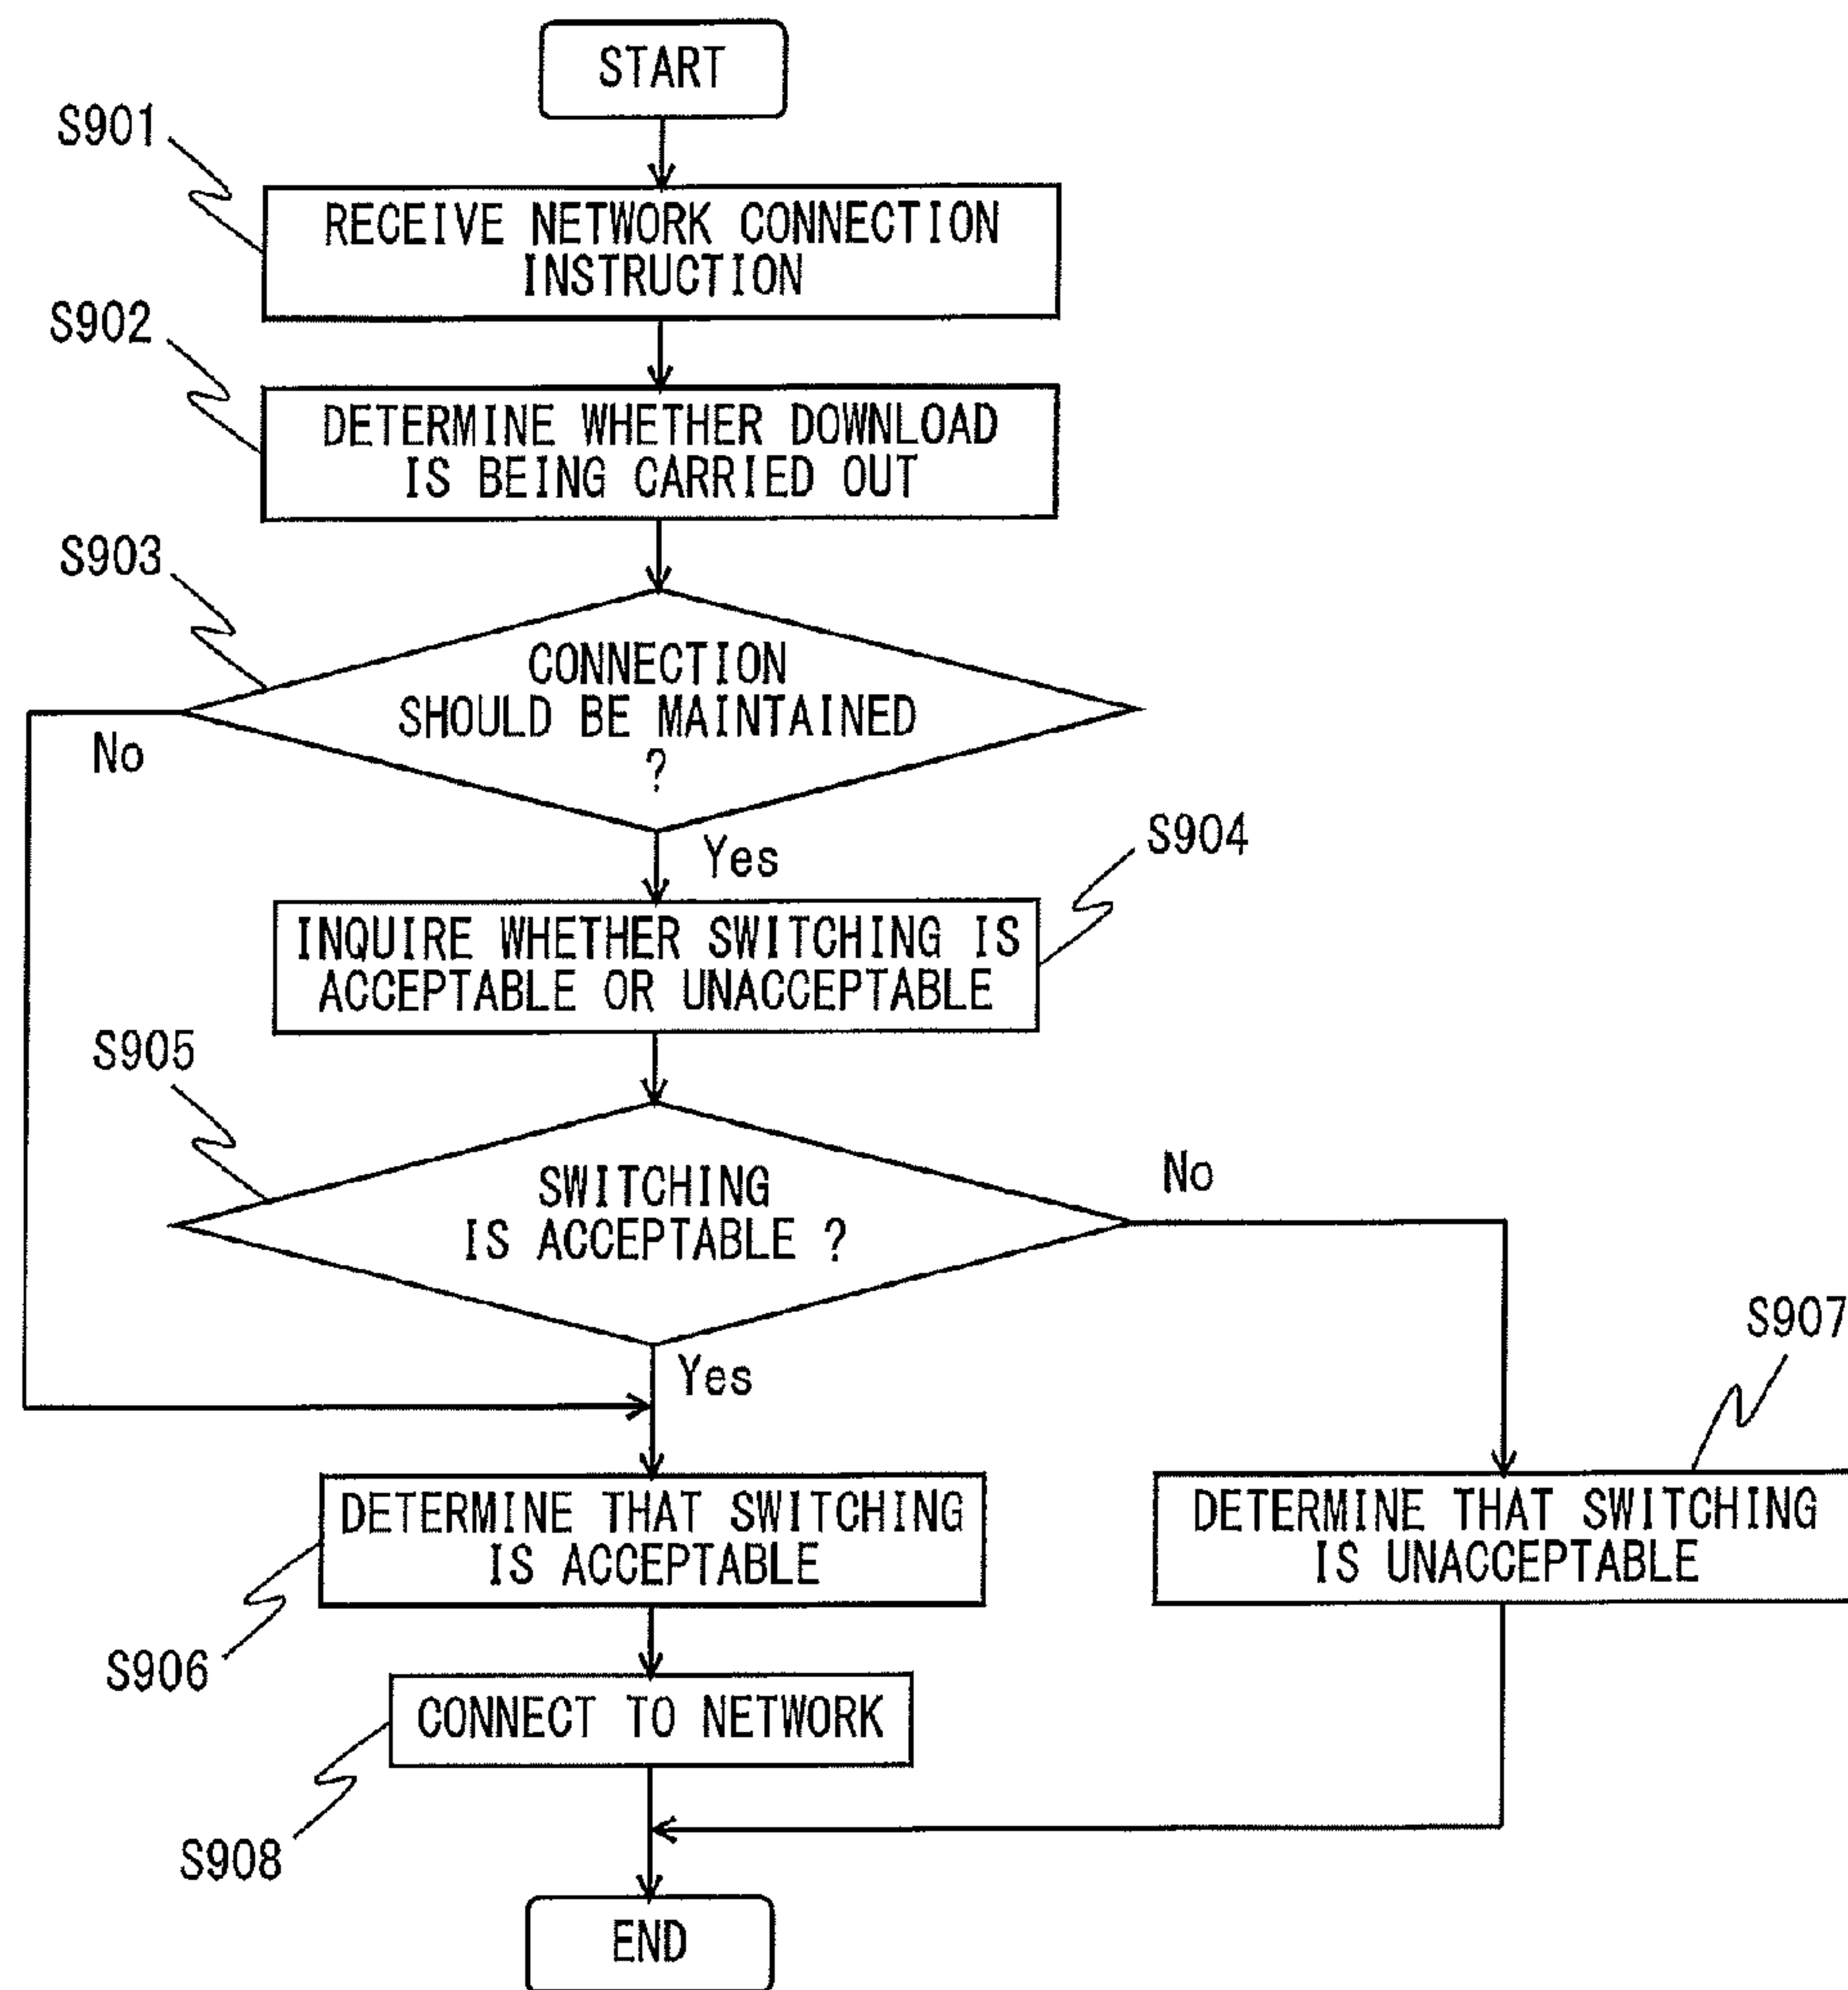 START
S901
RECEIVE NETWORK CONNECTION
INSTRUCTION
S902
DETERMINE WHETHER DOWNLOAD
IS BEING CARRIED OUT
S903
CONNECTION
SHOULD BE MAINTAINED
?
No
Yes
S904
INQUIRE WHETHER SWITCHING IS
ACCEPTABLE OR UNACCEPTABLE
S905
SWITCHING
IS ACCEPTABLE ?
No
Yes
S907
DETERMINE THAT SWITCHING
IS ACCEPTABLE
DETERMINE THAT SWITCHING
IS UNACCEPTABLE
S906
CONNECT TO NETWORK
S908
END